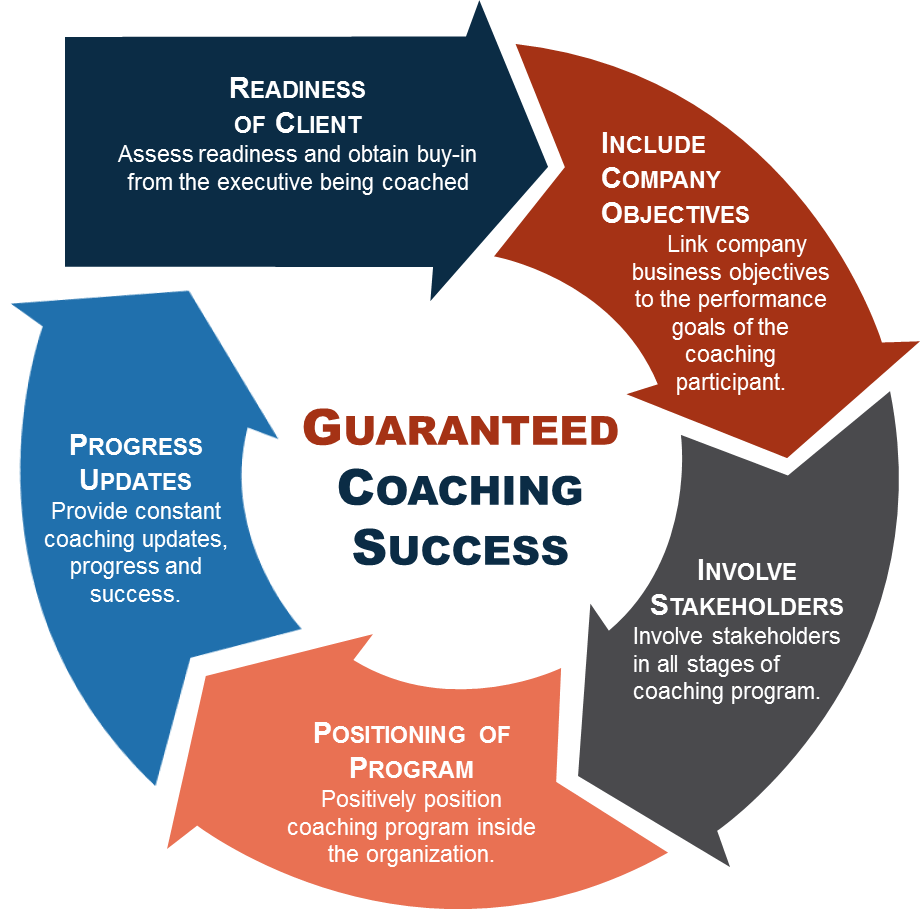 READINESS
OF CLIENT
Assess readiness and obtain buy-in
from the executive being coached
INCLUDE
COMPANY
OBJECTIVES
Link company
business objectives
to the performance
goals of the
coaching
participant.
INVOLVE
STAKEHOLDERS
Involve stakeholders
in all stages of
coaching program.
POSITIONING OF
PROGRAM
Positively position
coaching program inside
the organization.
PROGRESS
UPDATES
Provide constant
coaching updates,
progress and
success.
GUARANTEED
COACHING
SUCCESS